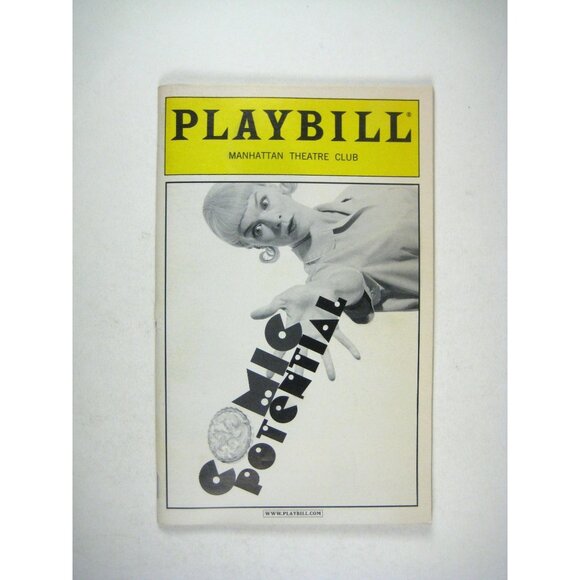 PLAYBILL®
MANHATTAN THEATRE CLUB
COMIC
POTENTIAL
WWW.PLAYBILL.COM